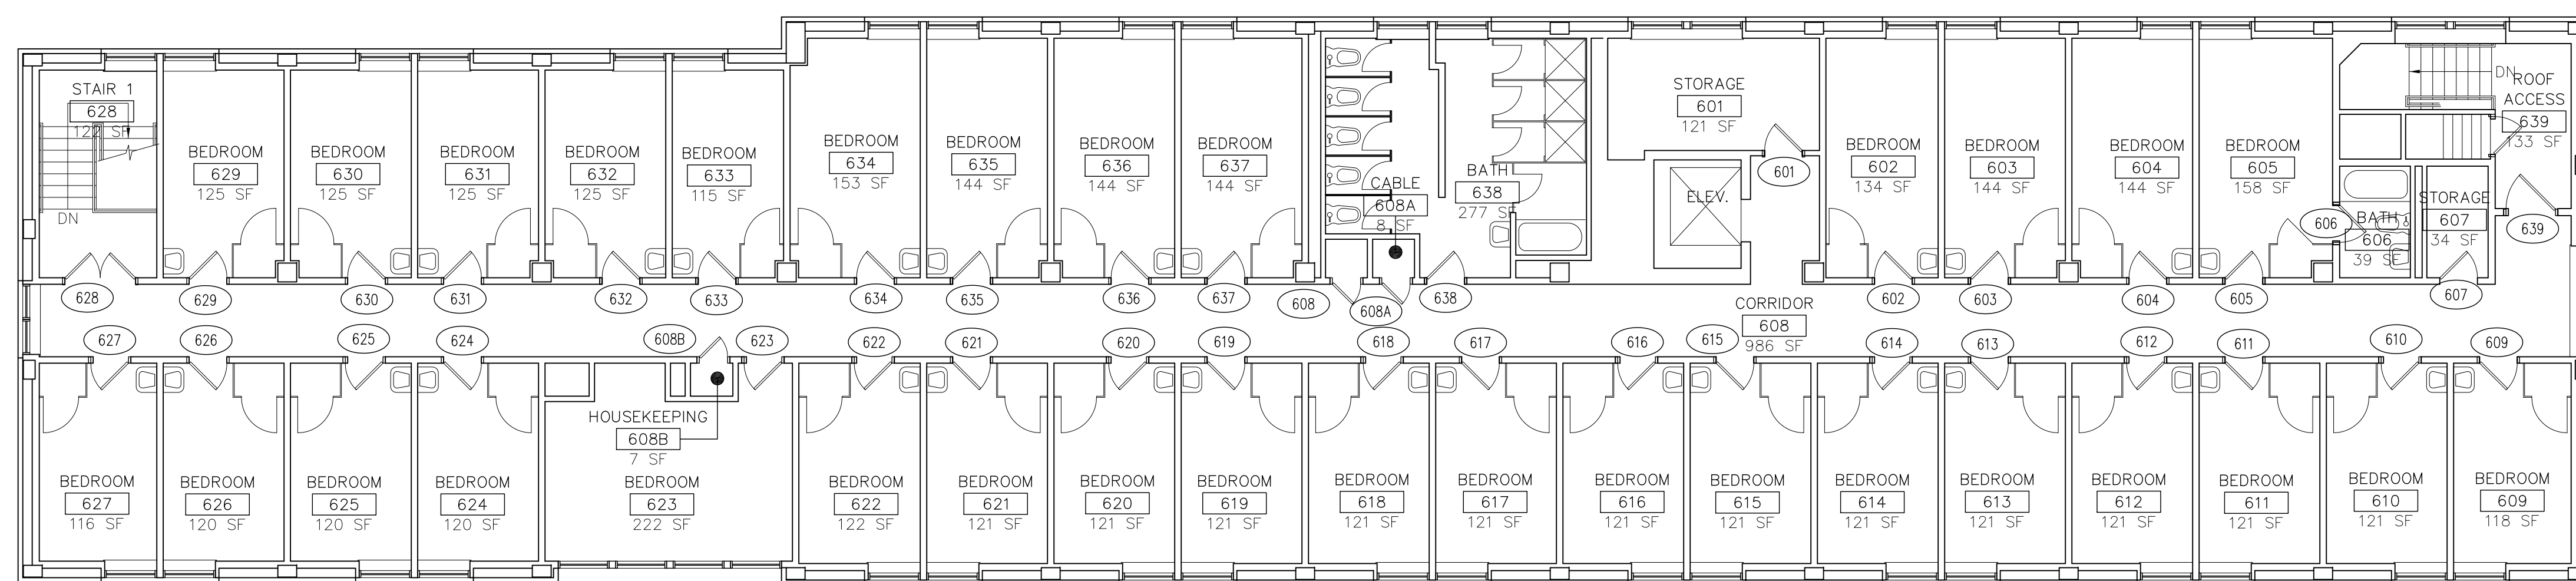 STAIR 1
628
122 SF
DN
BEDROOM
629
125 SF
BEDROOM
630
125 SF
BEDROOM
631
125 SF
BEDROOM
632
125 SF
BEDROOM
633
115 SF
BEDROOM
634
153 SF
BEDROOM
635
144 SF
BEDROOM
636
144 SF
BEDROOM
637
144 SF
CABLE
608A
8 SF
BATH
638
277 SF
STORAGE
601
121 SF
601
ELEV.
BEDROOM
602
134 SF
BEDROOM
603
144 SF
BEDROOM
604
144 SF
BEDROOM
605
158 SF
606
BATH
606
39 SF
STORAGE
607
34 SF
DN
ROOF
ACCESS
639
133 SF
639
628
629
630
631
632
633
634
635
636
637
608
608A
638
CORRIDOR
608
986 SF
602
603
604
605
607
627
626
625
624
608B
623
622
621
620
619
618
617
616
615
614
613
612
611
610
609
HOUSEKEEPING
608B
7 SF
BEDROOM
627
116 SF
BEDROOM
626
120 SF
BEDROOM
625
120 SF
BEDROOM
624
120 SF
BEDROOM
623
222 SF
BEDROOM
622
122 SF
BEDROOM
621
121 SF
BEDROOM
620
121 SF
BEDROOM
619
121 SF
BEDROOM
618
121 SF
BEDROOM
617
121 SF
BEDROOM
616
121 SF
BEDROOM
615
121 SF
BEDROOM
614
121 SF
BEDROOM
613
121 SF
BEDROOM
612
121 SF
BEDROOM
611
121 SF
BEDROOM
610
121 SF
BEDROOM
609
118 SF